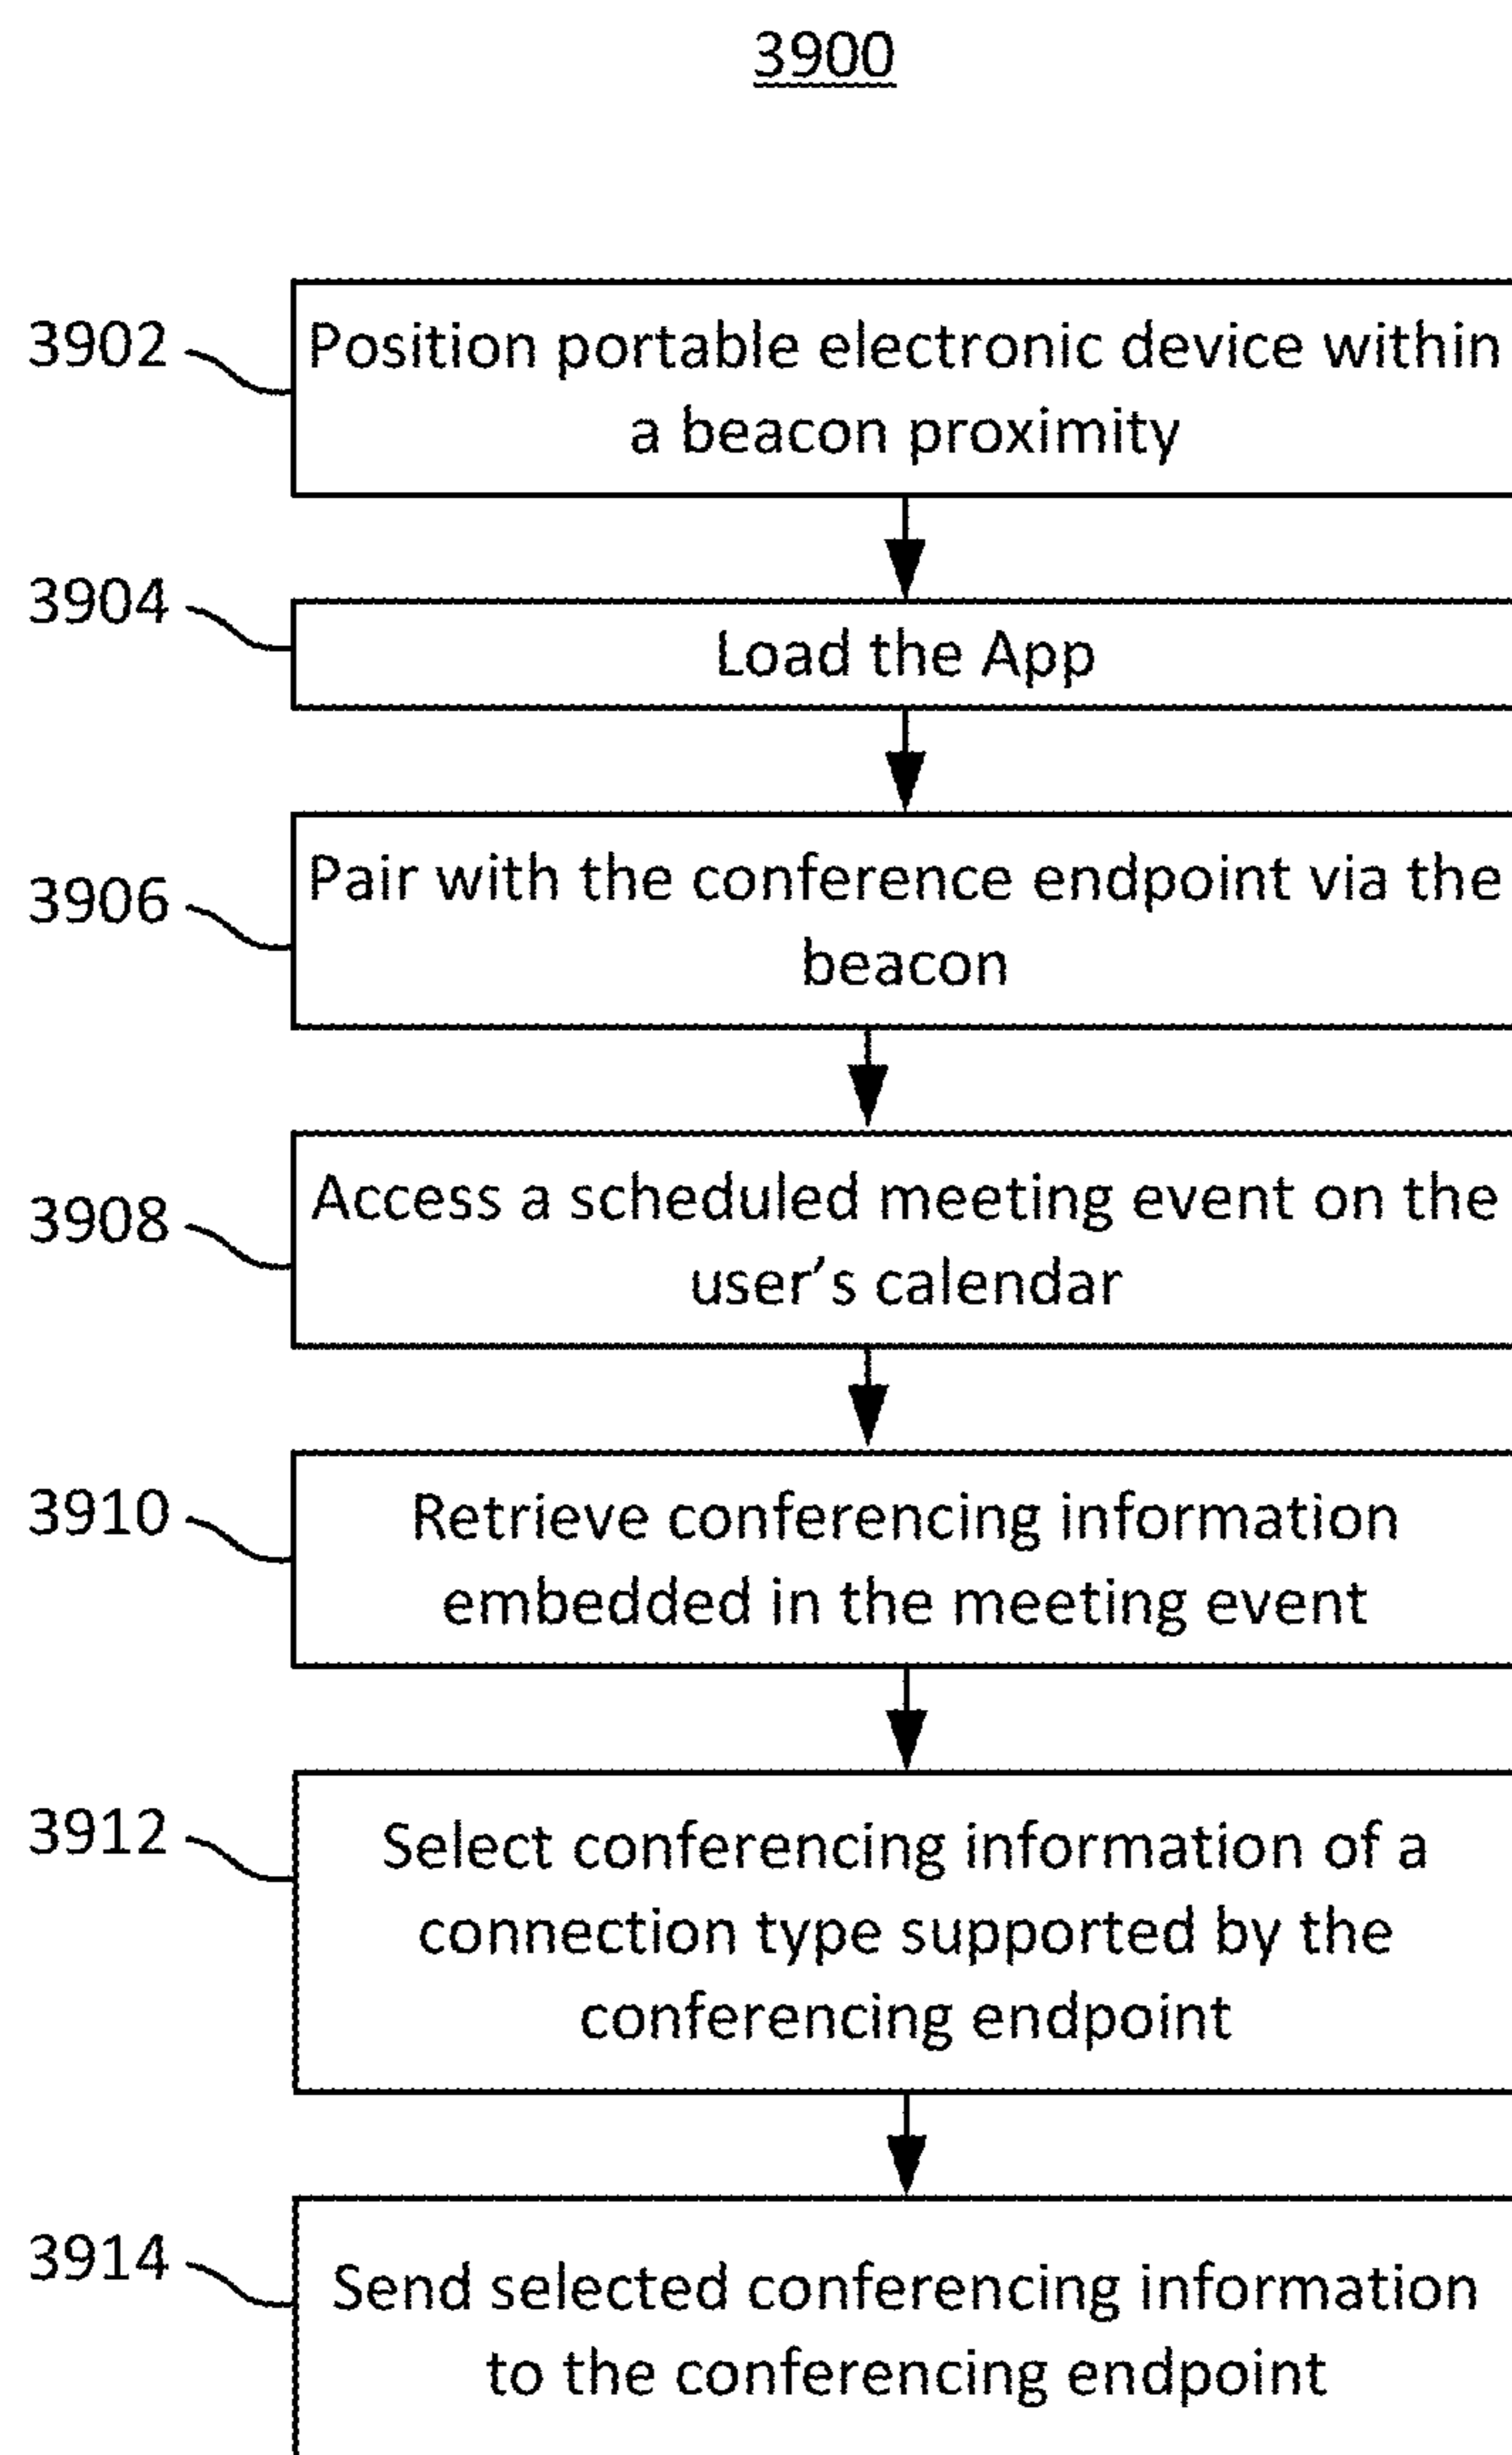 3900
3902
Position portable electronic device within
a beacon proximity
3904
Load the App
3906
Pair with the conference endpoint via the
beacon
3908
Access a scheduled meeting event on the
user’s calendar
3910
Retrieve conferencing information
embedded in the meeting event
3912
Select conferencing information of a
connection type supported by the
conferencing endpoint
3914
Send selected conferencing information
to the conferencing endpoint